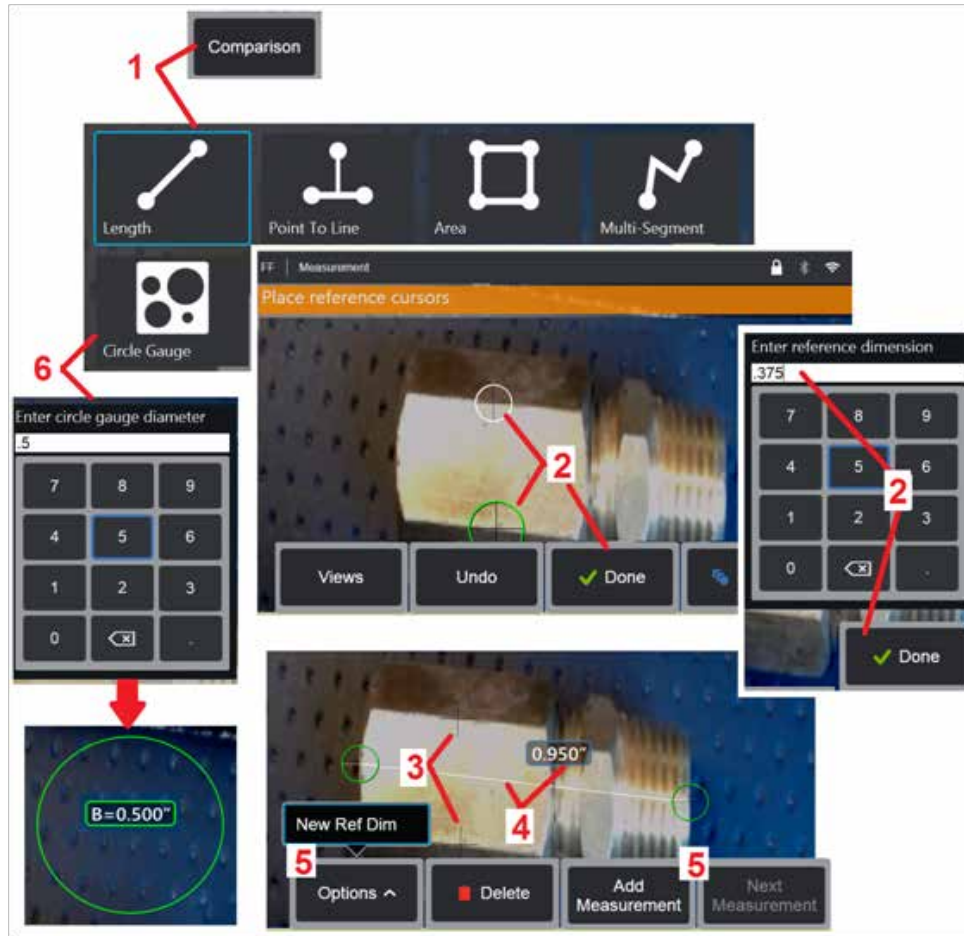 Comparison
1
Length
Point To Line
Area
Multi-Segment
FF | Measurement
Place reference cursors
Circle Gauge
6
Enter reference dimension
.375
7 8 9
4 5 6
1 2 3
0 .
2
Done
Enter circle gauge diameter
.5
7 8 9
4 5 6
1 2 3
0 .
2
Views
Undo
Done
B=0.500"
3
0.950"
4
New Ref Dim
5
5
Options
Delete
Add
Measurement
Next
Measurement